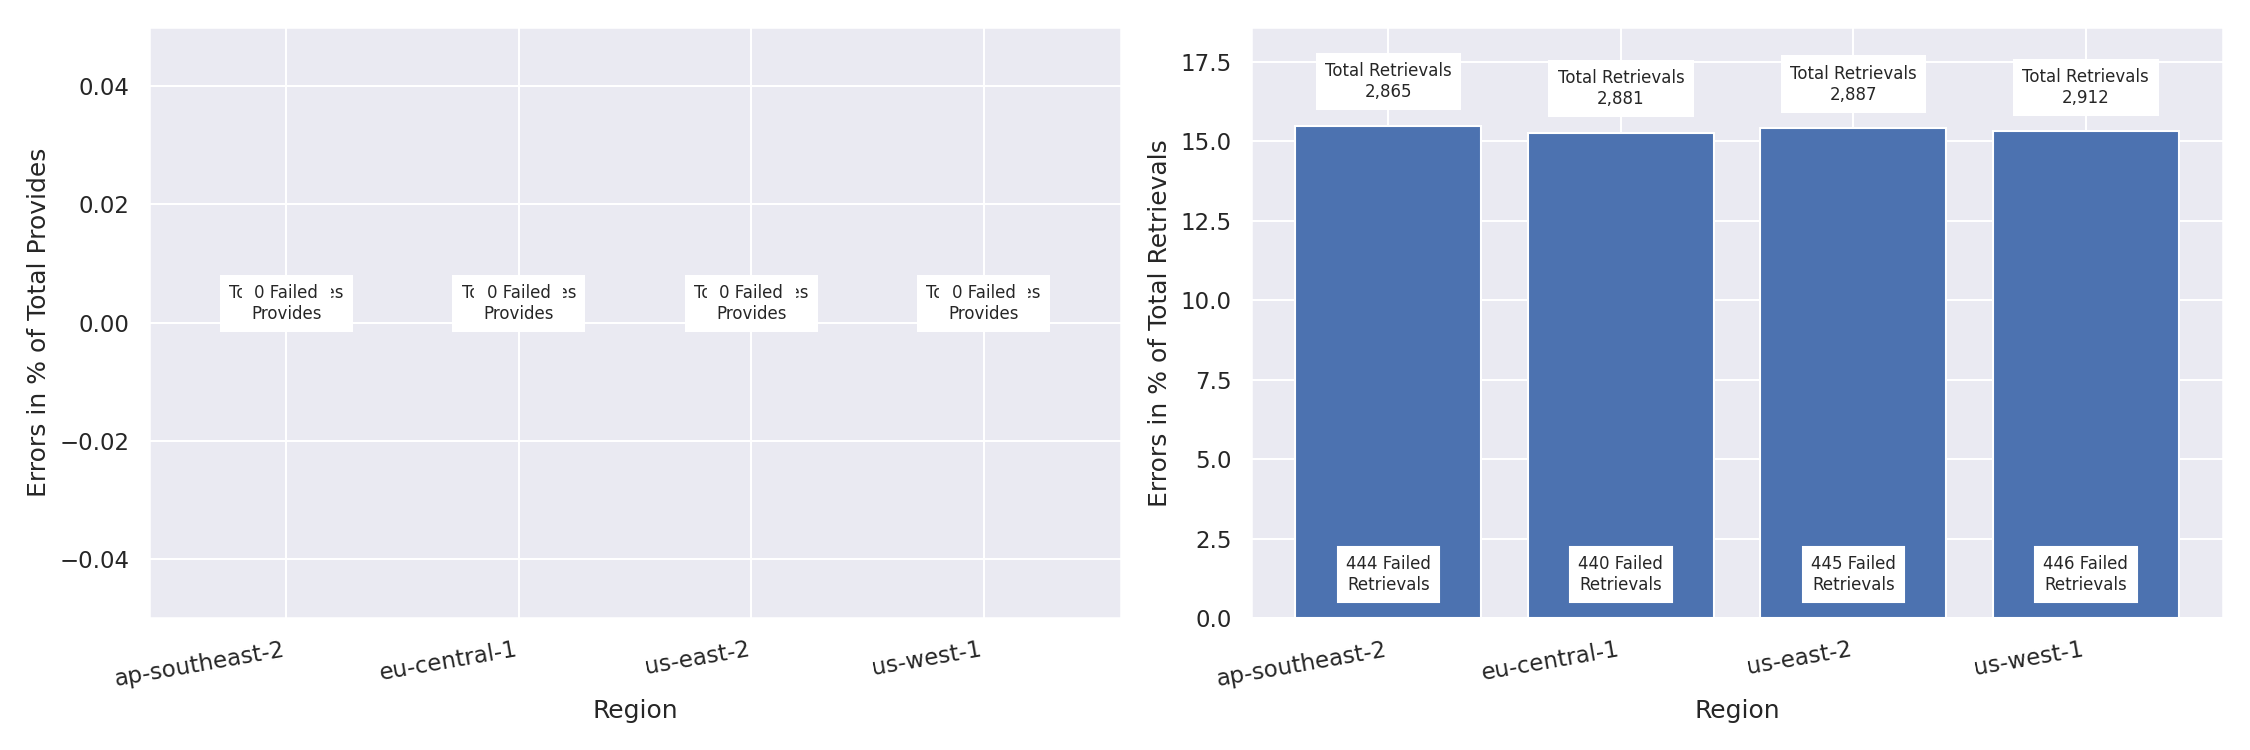 Errors in % of Total Provides
0.04
0.02
0.00
−0.02
−0.04
0 Failed
Provides
0 Failed
Provides
0 Failed
Provides
0 Failed
Provides
ap-southeast-2
eu-central-1
us-east-2
us-west-1
Region
Errors in % of Total Retrievals
17.5
15.0
12.5
10.0
7.5
5.0
2.5
0.0
Total Retrievals
2,865
Total Retrievals
2,881
Total Retrievals
2,887
Total Retrievals
2,912
444 Failed
Retrievals
440 Failed
Retrievals
445 Failed
Retrievals
446 Failed
Retrievals
ap-southeast-2
eu-central-1
us-east-2
us-west-1
Region